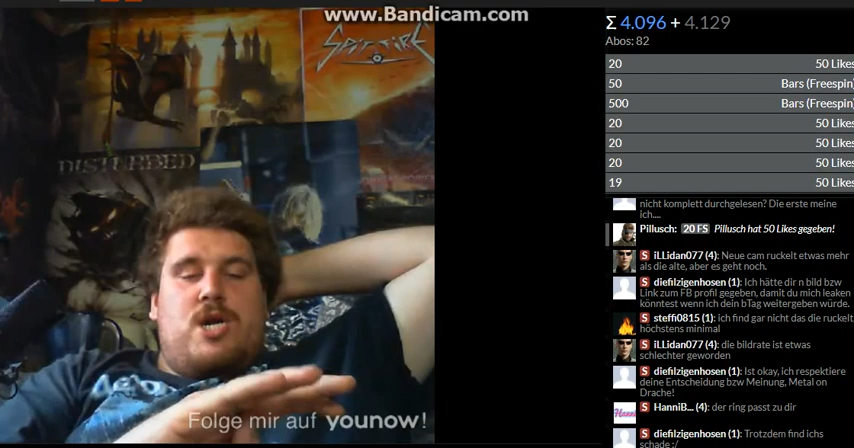 www.Bandicam.com
SPITFIRE
DISTURBED
Folge mir auf younow!
Σ 4.096 + 4.129
Abos: 82
20 50 Likes
50 Bars (Freespin)
500 Bars (Freespin)
20 50 Likes
20 50 Likes
20 50 Likes
19 50 Likes
nicht komplett durchgelesen? Die erste meine
ich....
Pillusch: 20 FS Pillusch hat 50 Likes gegeben!
S iLLidan077 (4): Neue cam ruckelt etwas mehr
als die alte, aber es geht noch.
S diefilzigenhosen (1): Ich hätte dir n bild bzw
Link zum FB profil gegeben, damit du mich leaken
könntest wenn ich dein bTag weitergeben würde.
S steffi0815 (1): ich find gar nicht das die ruckelt
höchstens minimal
S iLLidan077 (4): die bildrate ist etwas
schlechter geworden
S diefilzigenhosen (1): Ist okay, ich respektiere
deine Entscheidung bzw Meinung, Metal on
Drache!
S HanniB... (4): der ring passt zu dir
S diefilzigenhosen (1): Trotzdem find ichs
schade :/